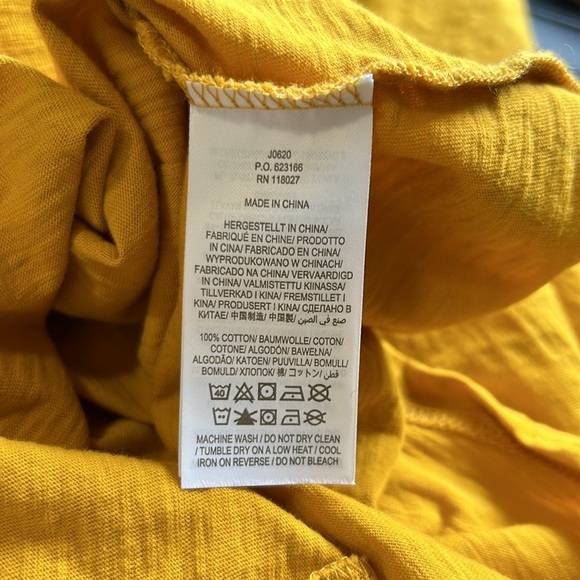 J0620
P.O. 623166
RN 118027
MADE IN CHINA
HERGESTELLT IN CHINA/
FABRIQUÉ EN CHINE/ PRODOTTO
IN CINA/ FABRICADO EN CHINA/
WYPRODUKOWANO W CHINACH/
FABRICADO NA CHINA/ VERVAARDIGD
IN CHINA/ VALMISTETTU KIINASSA/
TILLVERKAD I KINA/ FREMSTILLET I
KINA/ PRODUSERT I KINA/ СДЕЛАНО В
КИТАЕ/ 中国制造/ 中国製/ صنع في الصين
100% COTTON/ BAUMWOLLE/ COTON/
COTONE/ ALGODÓN/ BAWEŁNA/
ALGODÃO/ KATOEN/ PUUVILLA/ BOMULL/
BOMULD/ ХЛОПОК/ 棉/ コットン/ قطن
40
MACHINE WASH / DO NOT DRY CLEAN
/ TUMBLE DRY ON A LOW HEAT / COOL
IRON ON REVERSE / DO NOT BLEACH